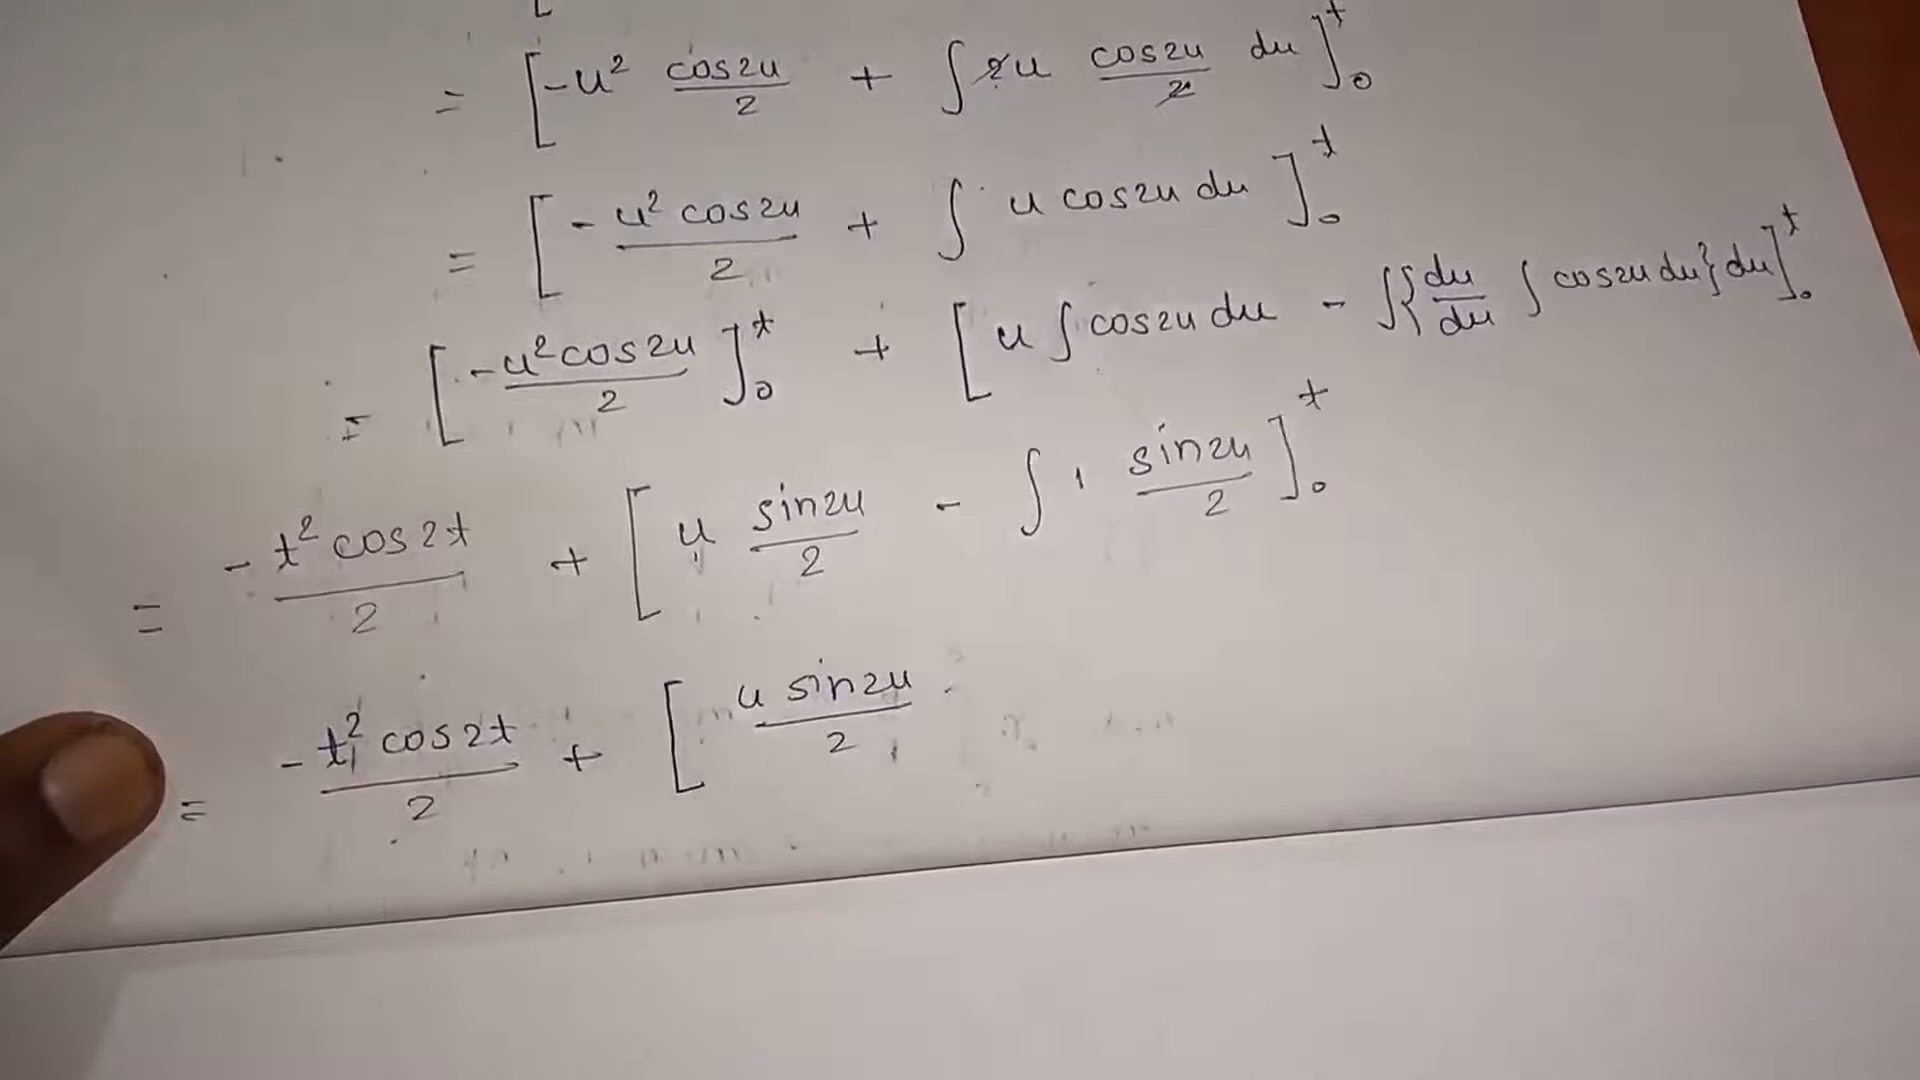 = [-u² cos2u/2 + ∫ 2u cos2u/2 du]₀ᵗ
= [-u² cos2u/2 + ∫ u cos2u du]₀ᵗ
= [-u² cos2u/2]₀ᵗ + [u ∫ cos2u du - ∫{du/du ∫ cos2u du} du]₀ᵗ
= -t² cos2t/2 + [u sin2u/2 - ∫ 1 sin2u/2]₀ᵗ
= -t² cos2t/2 + [u sin2u/2